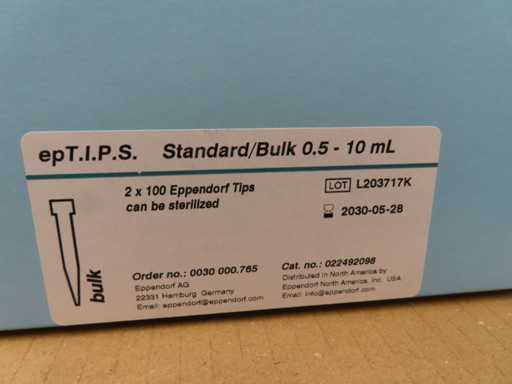 epT.I.P.S. Standard/Bulk 0.5 - 10 mL
2 x 100 Eppendorf Tips
can be sterilized
LOT L203717K
2030-05-28
bulk
Order no.: 0030 000.765
Eppendorf AG
22331 Hamburg Germany
Email: eppendorf@eppendorf.com
Cat. no.: 022492098
Distributed in North America by
Eppendorf North America, Inc. USA
Email: info@eppendorf.com